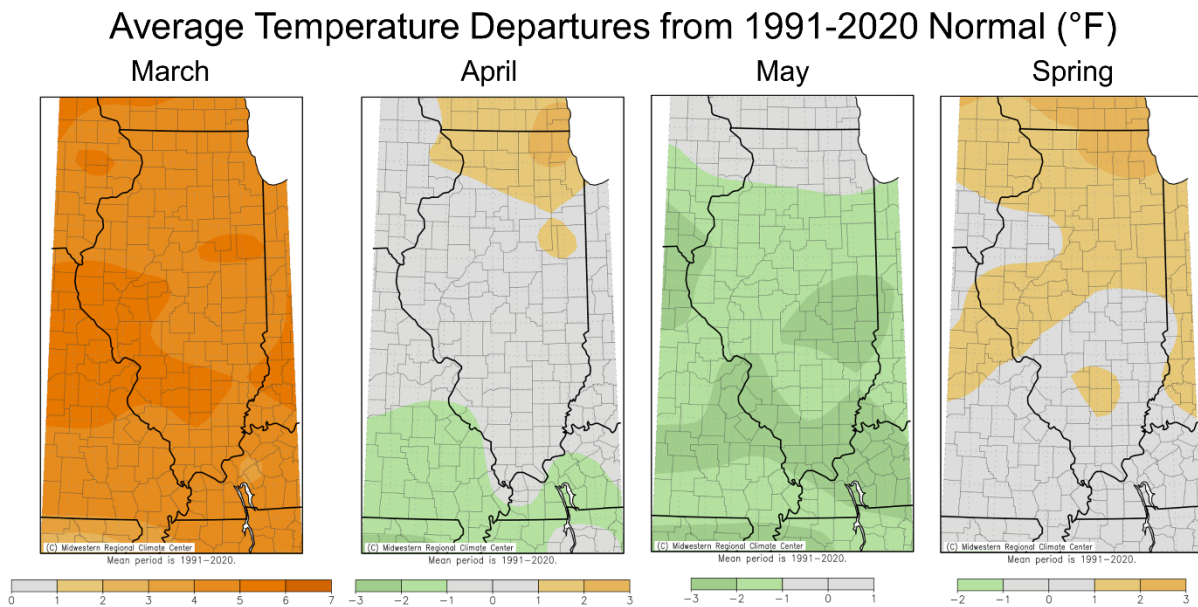 Average Temperature Departures from 1991-2020 Normal (°F)
March April May Spring
(C) Midwestern Regional Climate Center (C) Midwestern Regional Climate Center (C) Midwestern Regional Climate Center (C) Midwestern Regional Climate Center
Mean period is 1991-2020. Mean period is 1991-2020. Mean period is 1991-2020. Mean period is 1991-2020.
0 1 2 3 4 5 6 7 -3 -2 -1 0 1 2 3 -3 -2 -1 0 1 -2 -1 0 1 2 3